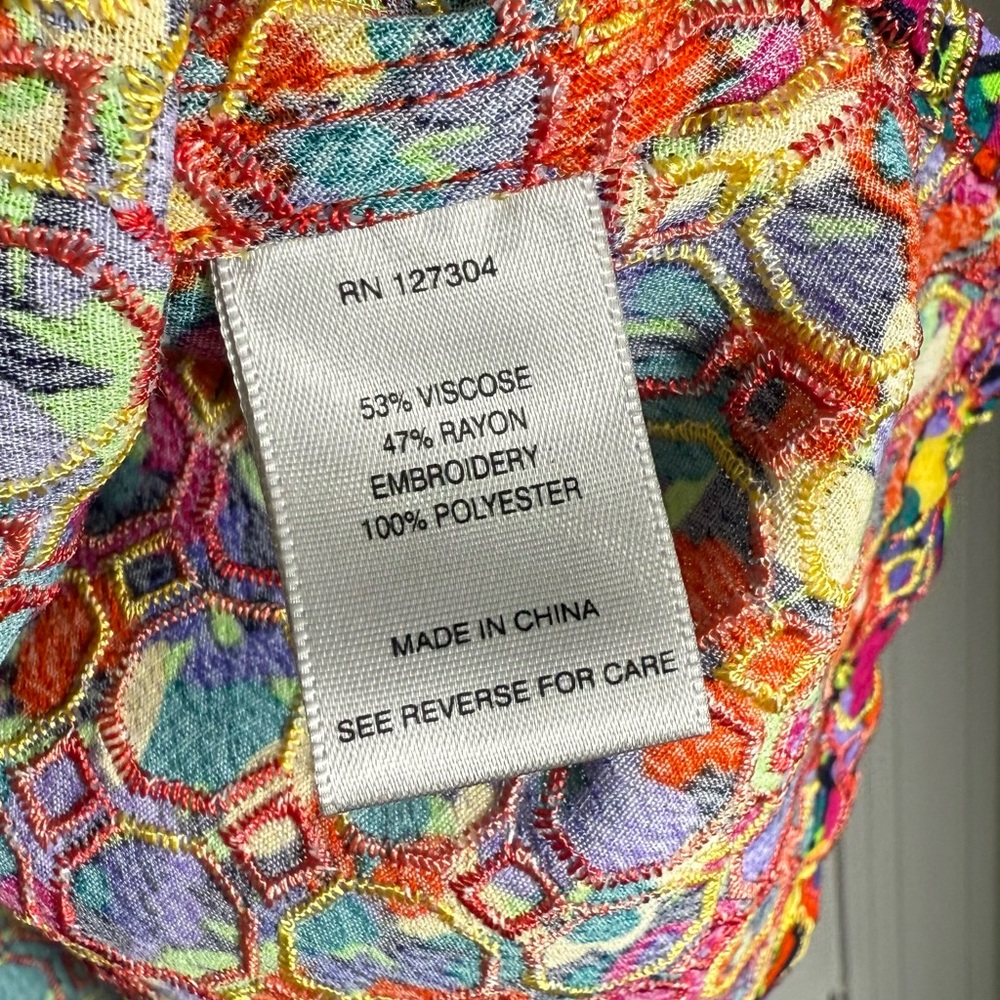 RN 127304
53% VISCOSE
47% RAYON
EMBROIDERY :
100% POLYESTER
MADE IN CHINA
SEE REVERSE FOR CARE